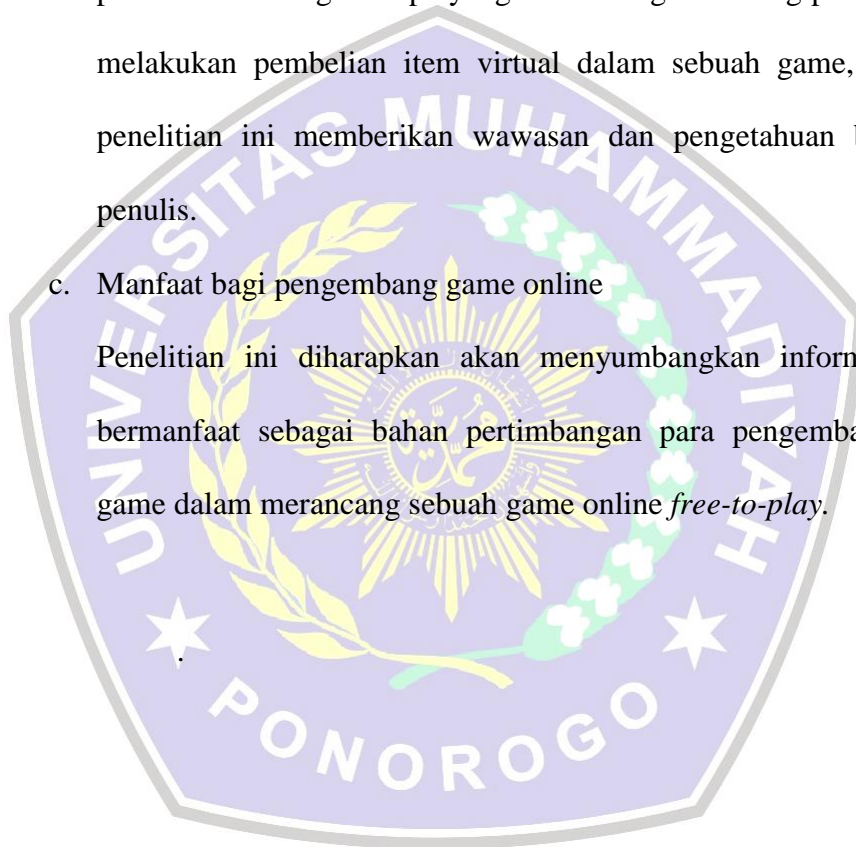 melakukan pembelian item virtual dalam sebuah game,
penelitian ini memberikan wawasan dan pengetahuan
penulis.
c. Manfaat bagi pengembang game online
Penelitian ini diharapkan akan menyumbangkan
bermanfaat sebagai bahan pertimbangan para
game dalam merancang sebuah game online free-to-play.
.
UNIVERSITAS MUHAMMADIYAH
PONOROGO